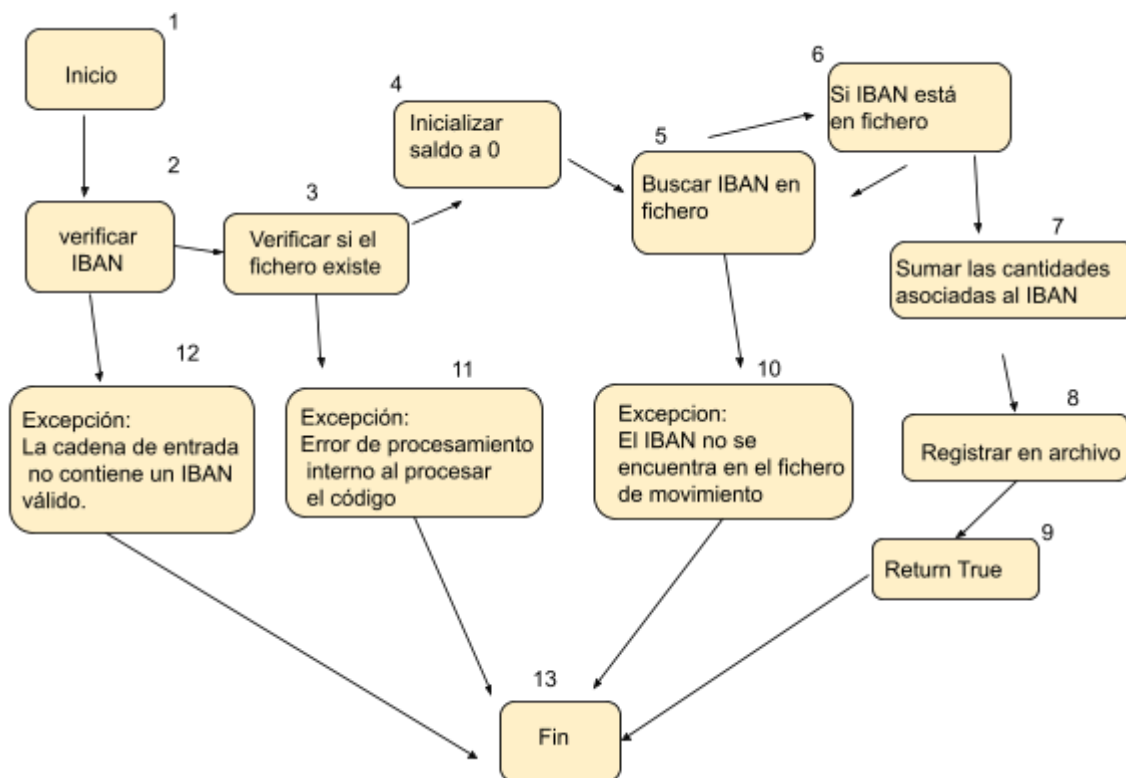 1
Inicio
2
verificar
IBAN
3
Verificar si el
fichero existe
4
Inicializar
saldo a 0
5
Buscar IBAN en
fichero
6
Si IBAN está
en fichero
7
Sumar las cantidades
asociadas al IBAN
8
Registrar en archivo
9
Return True
10
Excepcion:
El IBAN no se
encuentra en el fichero
de movimiento
11
Excepción:
Error de procesamiento
interno al procesar
el código
12
Excepción:
La cadena de entrada
no contiene un IBAN
válido.
13
Fin